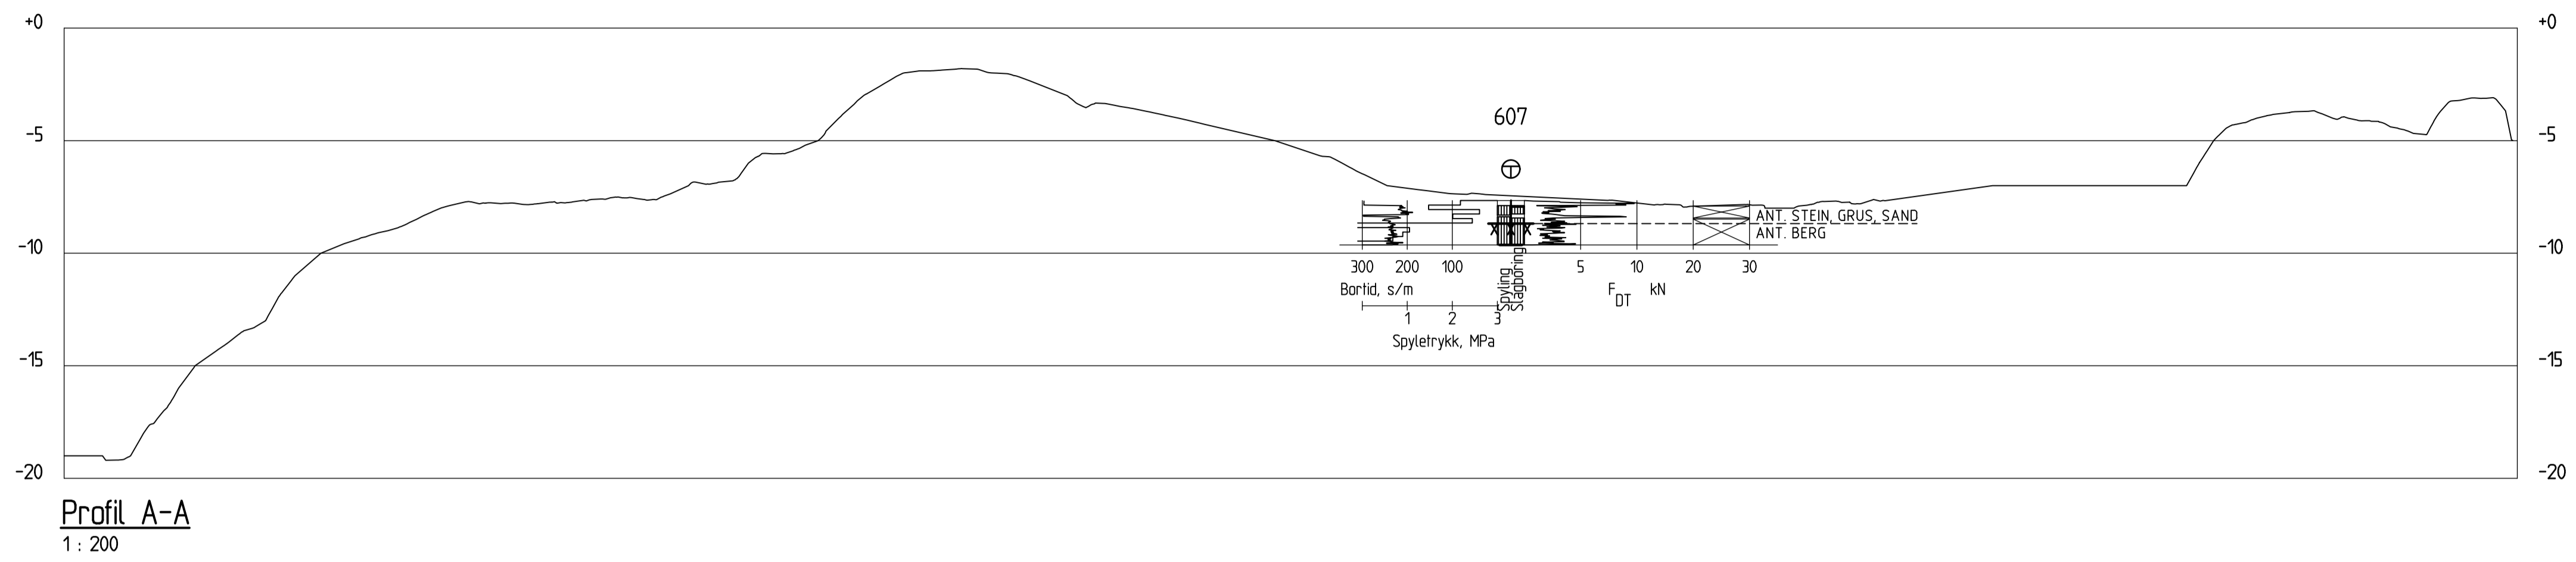 +0 +0
607
-5 -5
ANT. STEIN, GRUS, SAND
ANT. BERG
-10 -10
300 200 100 5 10 20 30
Spyling
Slagboring
Bortid, s/m
F DT kN
1 2 3
Spyletrykk, MPa
-15 -15
-20 -20
Profil A-A
1 : 200